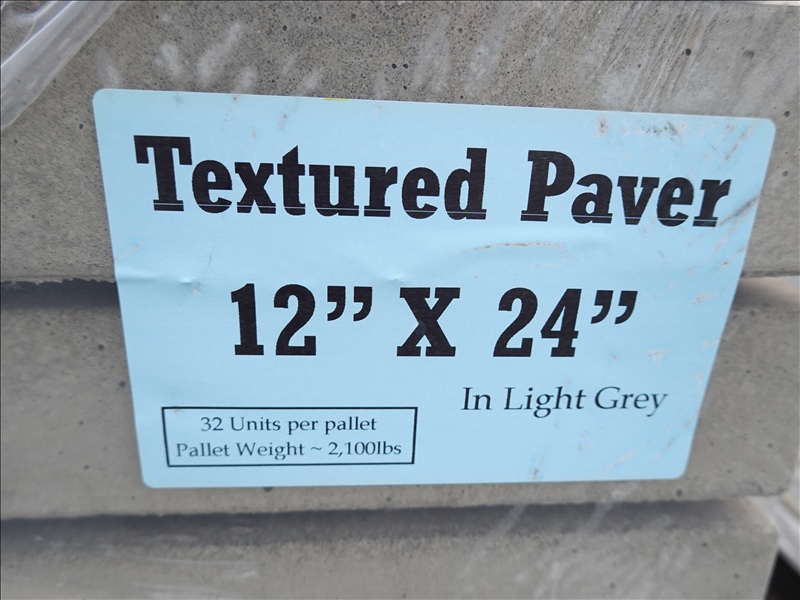 Textured Paver
12” X 24”
In Light Grey
32 Units per pallet
Pallet Weight ~ 2,100lbs